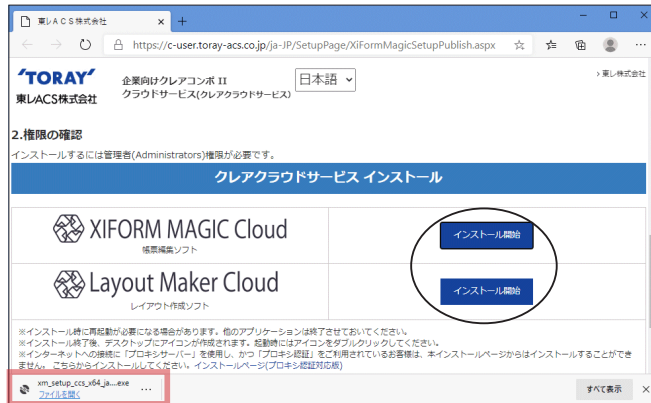 東レACS株式会社
https://c-user.toray-acs.co.jp/ja-JP/SetupPage/XiFormMagicSetupPublish.aspx
'TORAY'
東レACS株式会社
企業向けクレアコンポ II
クラウドサービス(クレアクラウドサービス)
日本語
>東レ株式会社
2.権限の確認
インストールするには管理者(Administrators)権限が必要です。
クレアクラウドサービス インストール
XIFORM MAGIC Cloud
帳票編集ソフト
インストール開始
Layout Maker Cloud
レイアウト作成ソフト
インストール開始
※インストール時に再起動が必要になる場合があります。他のアプリケーションは終了させておいてください。
※インストール終了後、デスクトップにアイコンが作成されます。起動時にはアイコンをダブルクリックしてください。
※インターネットへの接続に「プロキシサーバー」を使用し、かつ「プロキシ認証」をご利用されているお客様は、本インストールページからはインストールすることができ
ません。こちらからインストールしてください。インストールページ(プロキシ認証対応版)
xm_setup_ccs_x64_ja....exe
ファイルを開く
すべて表示